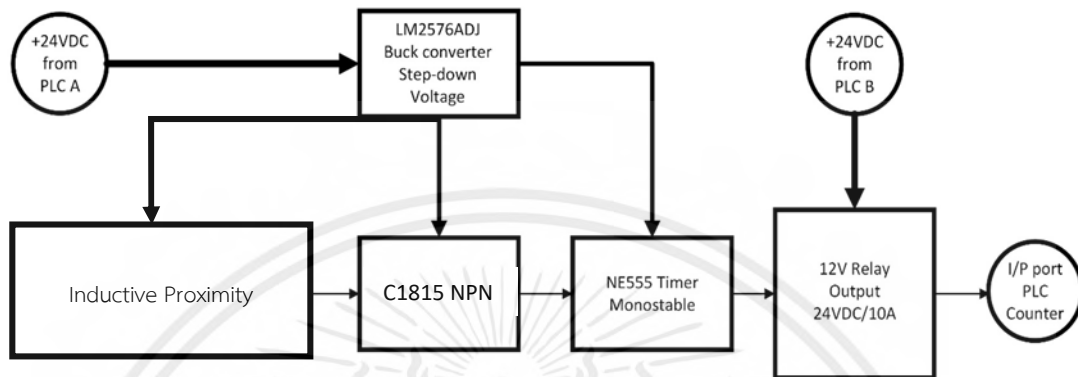 +24VDC
from
PLC A
LM2576ADJ
Buck converter
Step-down
Voltage
+24VDC
from
PLC B
Inductive Proximity
C1815 NPN
NE555 Timer
Monostable
12V Relay
Output
24VDC/10A
I/P port
PLC
Counter